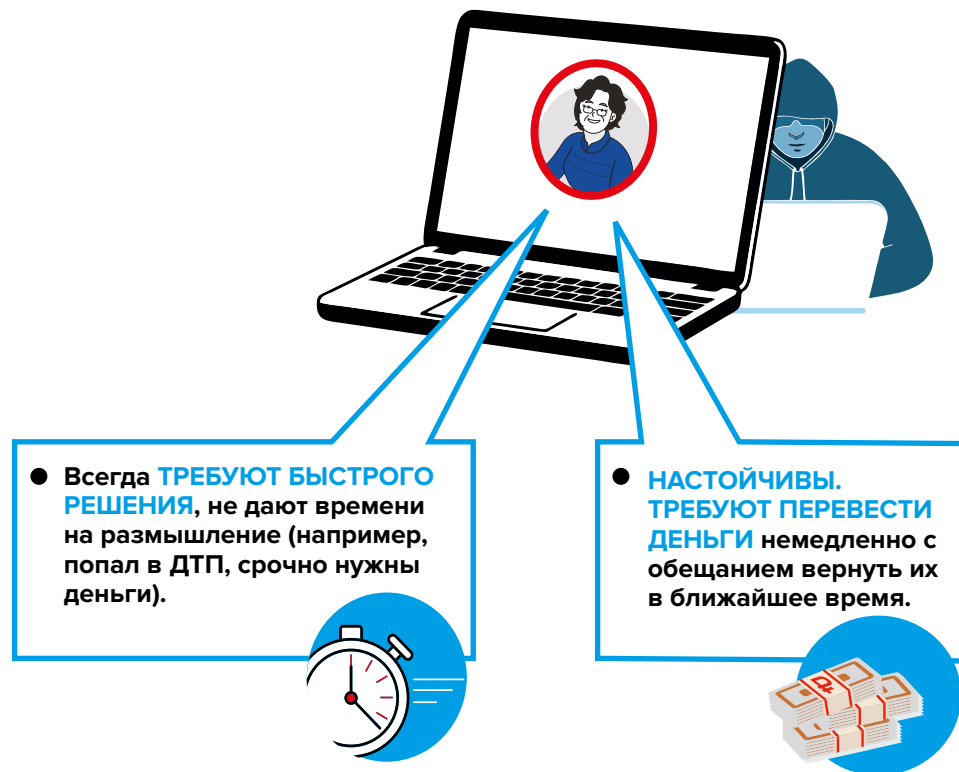 Всегда ТРЕБУЮТ БЫСТРОГО
РЕШЕНИЯ, не дают времени
на размышление (например,
попал в ДТП, срочно нужны
деньги).
НАСТОЙЧИВЫ.
ТРЕБУЮТ ПЕРЕВЕСТИ
ДЕНЬГИ немедленно с
обещанием вернуть их
в ближайшее время.